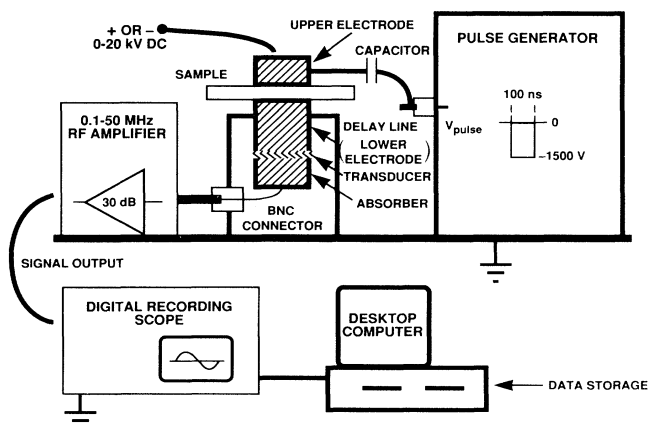 + OR –
0-20 kV DC
UPPER ELECTRODE
CAPACITOR
PULSE GENERATOR
SAMPLE
100 ns
0
-1500 V
Vpulse
0.1-50 MHz
RF AMPLIFIER
30 dB
DELAY LINE
( LOWER
ELECTRODE )
TRANSDUCER
ABSORBER
BNC
CONNECTOR
SIGNAL OUTPUT
DIGITAL RECORDING
SCOPE
DESKTOP
COMPUTER
DATA STORAGE